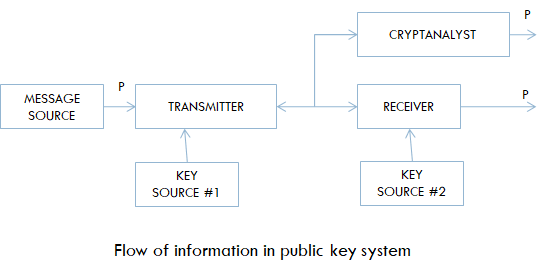 P
CRYPTANALYST
P
P
MESSAGE
SOURCE
TRANSMITTER
RECEIVER
KEY
SOURCE #1
KEY
SOURCE #2
Flow of information in public key system